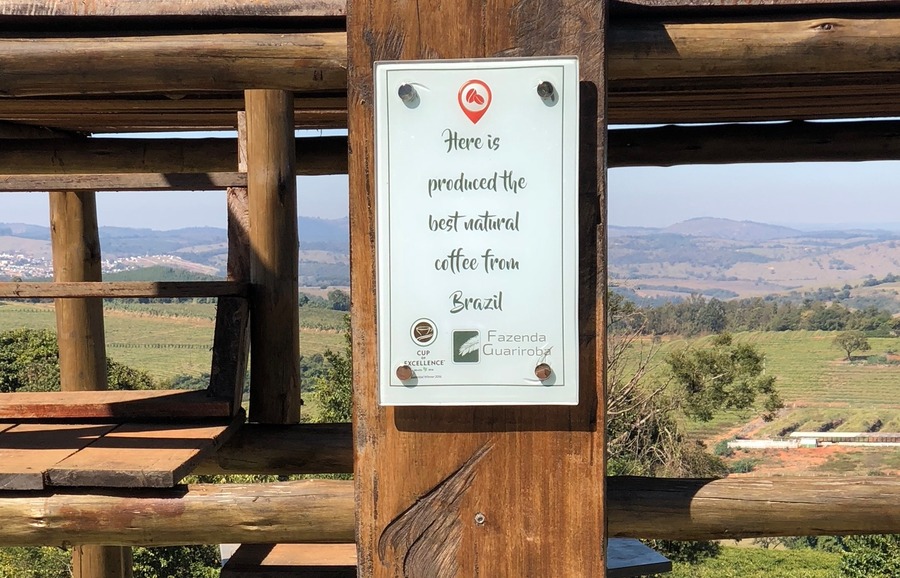 Here is
produced the
best natural
coffee from
Brazil
CUP
OF
EXCELLENCE
Fazenda
Guariroba